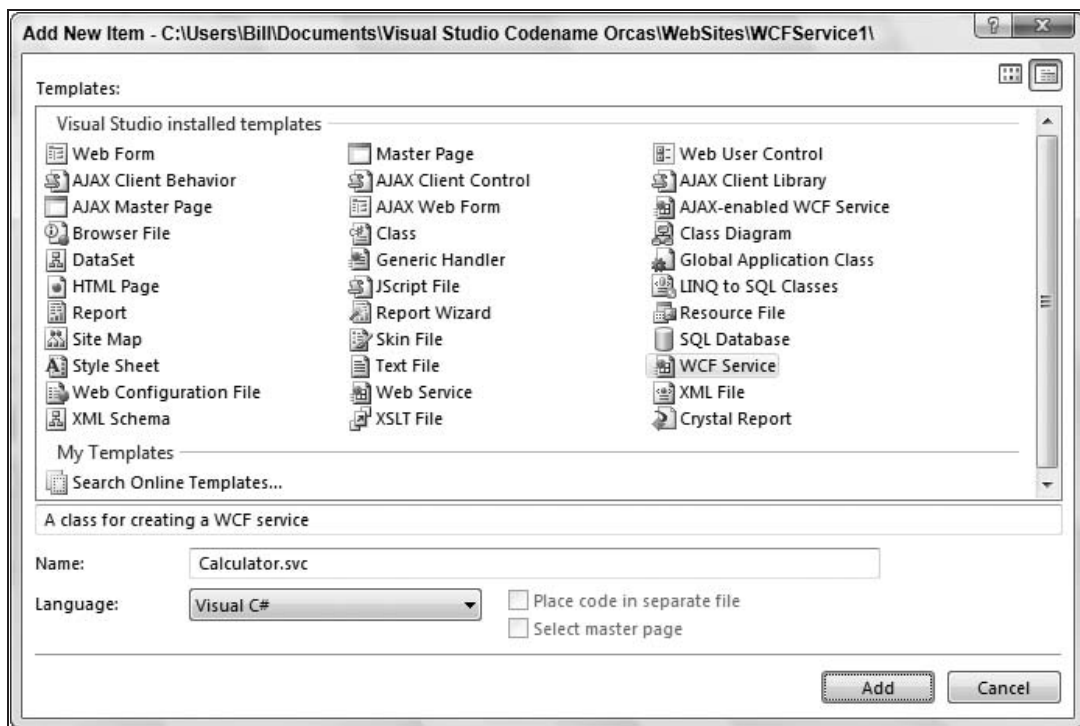 Add New Item - C:\Users\Bill\Documents\Visual Studio Codename Orcas\WebSites\WCFService1\
Templates:
Visual Studio installed templates
Web Form
Master Page
Web User Control
AJAX Client Behavior
AJAX Client Control
AJAX Client Library
AJAX Master Page
AJAX Web Form
AJAX-enabled WCF Service
Browser File
Class
Class Diagram
DataSet
Generic Handler
Global Application Class
HTML Page
JScript File
LINQ to SQL Classes
Report
Report Wizard
Resource File
Site Map
Skin File
SQL Database
Style Sheet
Text File
WCF Service
Web Configuration File
Web Service
XML File
XML Schema
XSLT File
Crystal Report
My Templates
Search Online Templates...
A class for creating a WCF service
Name:
Calculator.svc
Language:
Visual C#
Place code in separate file
Select master page
Add
Cancel